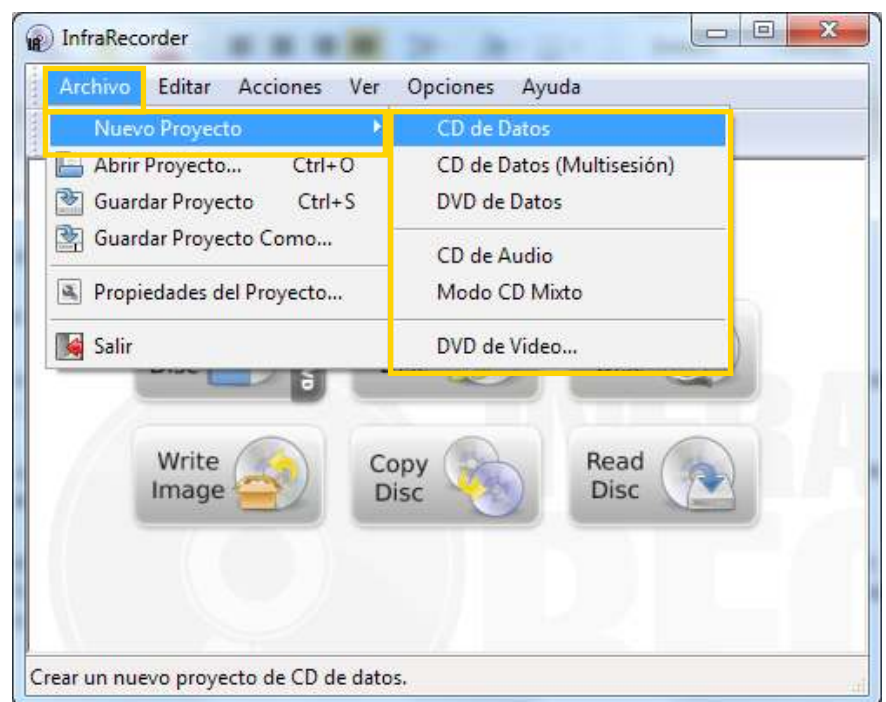 InfraRecorder
Archivo Editar Acciones Ver Opciones Ayuda
Nuevo Proyecto
Abrir Proyecto... Ctrl+O
Guardar Proyecto Ctrl+S
Guardar Proyecto Como...
Propiedades del Proyecto...
Salir
CD de Datos
CD de Datos (Multisesión)
DVD de Datos
CD de Audio
Modo CD Mixto
DVD de Video...
Write
Image
Copy
Disc
Read
Disc
Crear un nuevo proyecto de CD de datos.